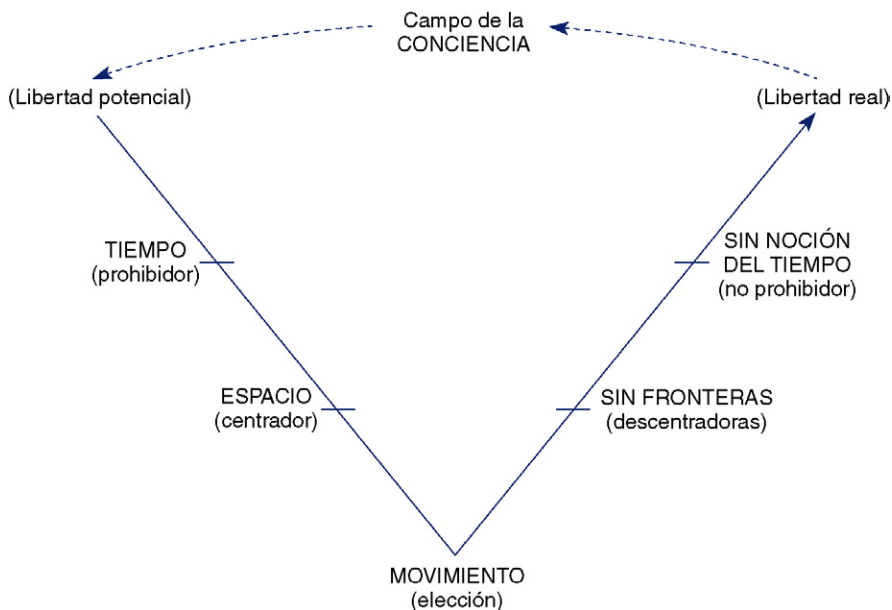 Campo de la
CONCIENCIA
(Libertad potencial)
(Libertad real)
TIEMPO
(prohibidor)
SIN NOCIÓN
DEL TIEMPO
(no prohibidor)
ESPACIO
(centrador)
SIN FRONTERAS
(descentradoras)
MOVIMIENTO
(elección)